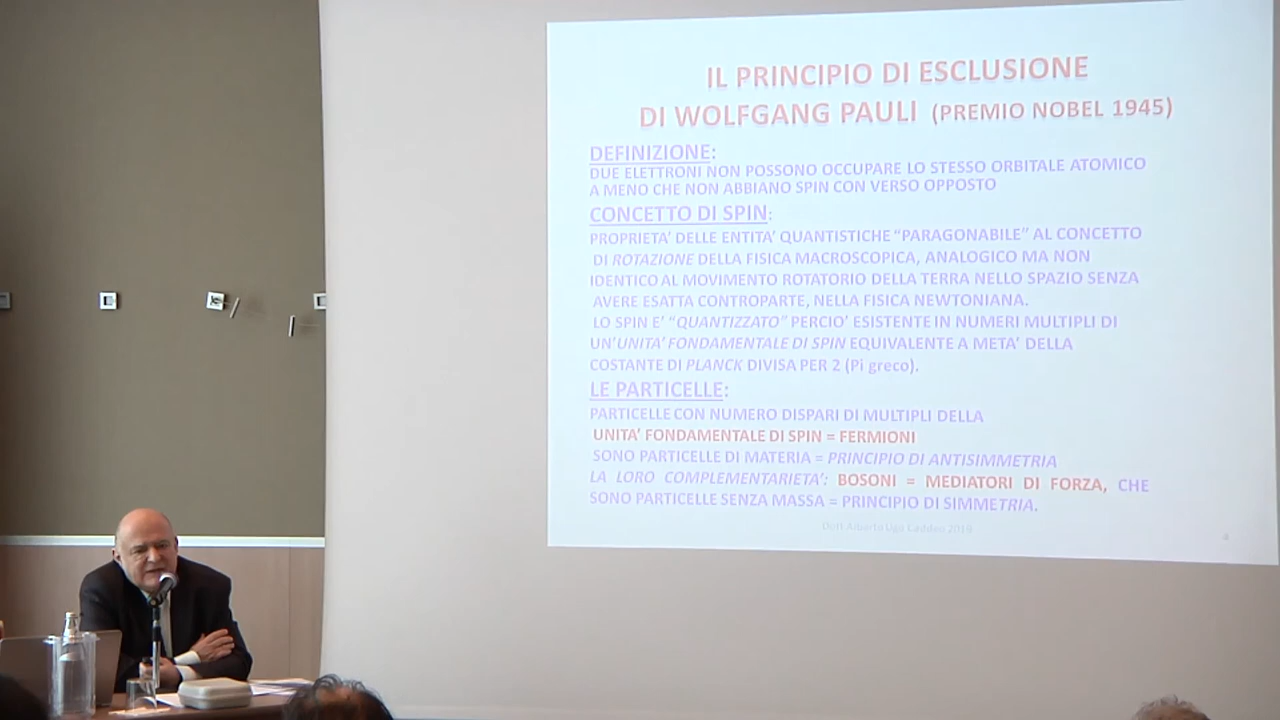 IL PRINCIPIO DI ESCLUSIONE
DI WOLFGANG PAULI (PREMIO NOBEL 1945)
DEFINIZIONE:
DUE ELETTRONI NON POSSONO OCCUPARE LO STESSO ORBITALE ATOMICO
A MENO CHE NON ABBIANO SPIN CON VERSO OPPOSTO
CONCETTO DI SPIN:
PROPRIETA' DELLE ENTITA' QUANTISTICHE “PARAGONABILE” AL CONCETTO
DI ROTAZIONE DELLA FISICA MACROSCOPICA, ANALOGICO MA NON
IDENTICO AL MOVIMENTO ROTATORIO DELLA TERRA NELLO SPAZIO SENZA
AVERE ESATTA CONTROPARTE, NELLA FISICA NEWTONIANA.
LO SPIN E' “QUANTIZZATO” PERCIO' ESISTENTE IN NUMERI MULTIPLI DI
UN'UNITA' FONDAMENTALE DI SPIN EQUIVALENTE A META' DELLA
COSTANTE DI PLANCK DIVISA PER 2 (Pi greco).
LE PARTICELLE:
PARTICELLE CON NUMERO DISPARI DI MULTIPLI DELLA
UNITA' FONDAMENTALE DI SPIN = FERMIONI
SONO PARTICELLE DI MATERIA = PRINCIPIO DI ANTISIMMETRIA
LA LORO COMPLEMENTARIETA': BOSONI = MEDIATORI DI FORZA, CHE
SONO PARTICELLE SENZA MASSA = PRINCIPIO DI SIMMETRIA.
Dott Alberto Ugo